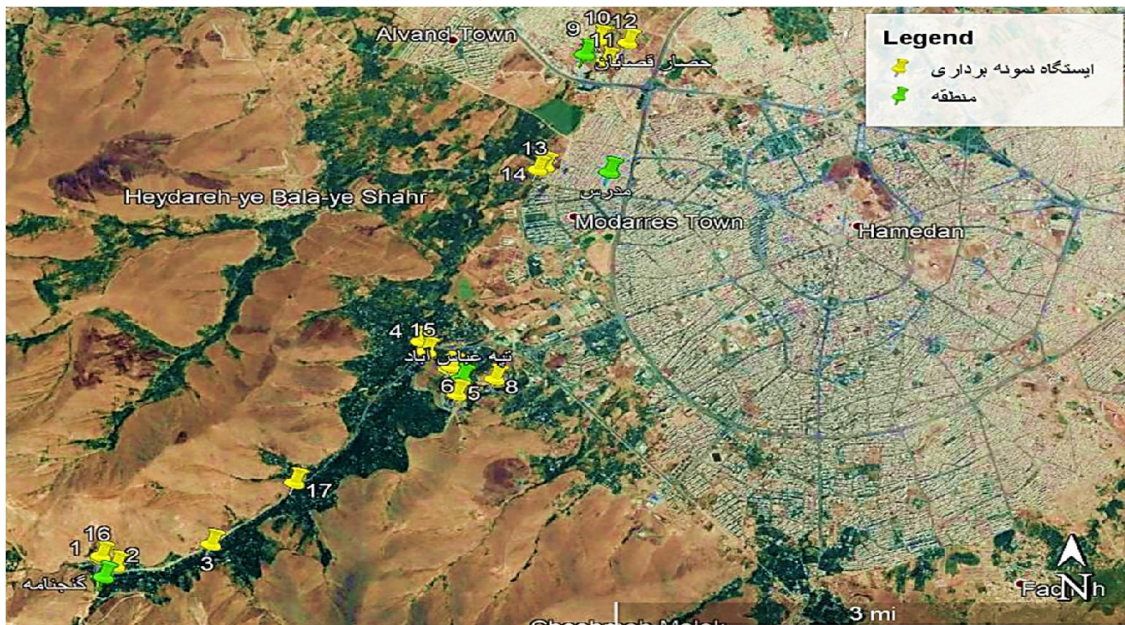 Legend
ایستگاه نمونه برداری
منطقه
10 12
9
11
Alvand Town
حصار قصابان
13
14
مدرس
Heydareh-ye Bala-ye Shahr
Modarres Town
Hamedan
4 15
تپه عباس آباد
6 5 8
17
16
1 2
3
گنجنامه
N
3 mi